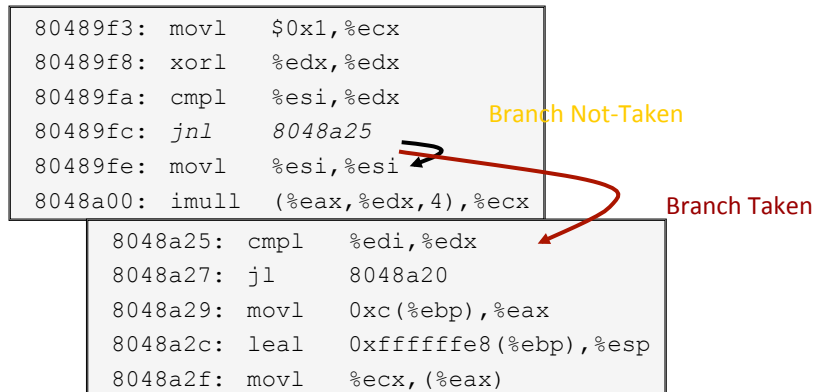 80489f3: movl $0x1,%ecx
80489f8: xorl %edx,%edx
80489fa: cmpl %esi,%edx
Branch Not-Taken
80489fc: jnl 8048a25
80489fe: movl %esi,%esi
8048a00: imull (%eax,%edx,4),%ecx
Branch Taken
8048a25: cmpl %edi,%edx
8048a27: jl 8048a20
8048a29: movl 0xc(%ebp),%eax
8048a2c: leal 0xffffffe8(%ebp),%esp
8048a2f: movl %ecx,(%eax)